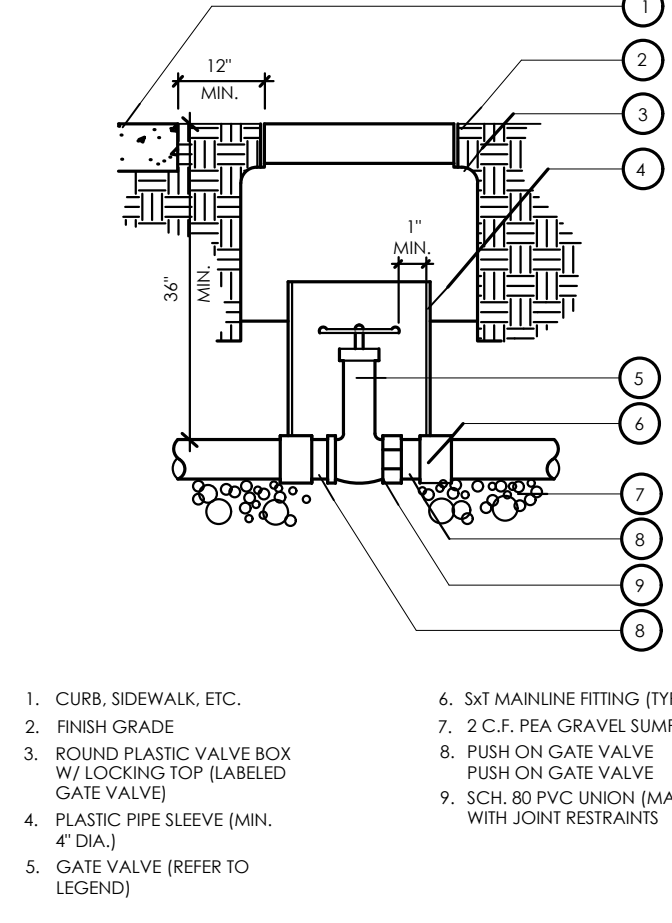 1
12"
MIN.
2
3
4
1"
MIN.
36"
MIN.
5
6
7
8
9
8
1. CURB, SIDEWALK, ETC.
2. FINISH GRADE
3. ROUND PLASTIC VALVE BOX
W/ LOCKING TOP (LABELED
GATE VALVE)
4. PLASTIC PIPE SLEEVE (MIN.
4" DIA.)
5. GATE VALVE (REFER TO
LEGEND)
6. SxT MAINLINE FITTING
7. 2 C.F. PEA GRAVEL
8. PUSH ON GATE VALVE
PUSH ON GATE VALVE
9. SCH. 80 PVC UNION
WITH JOINT RESTRAINTS